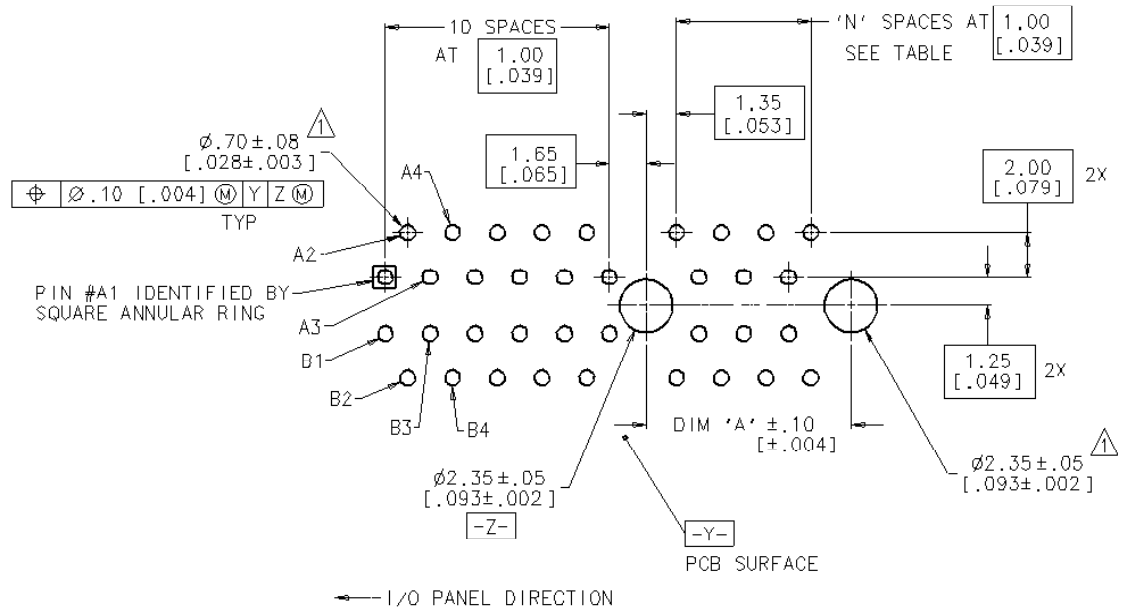 10 SPACES
AT 1.00
[.039]
'N' SPACES AT 1.00
[.039]
SEE TABLE
1.35
[.053]
1.65
[.065]
2.00
[.079]
2X
Ø.70±.08
[.028±.003]
1
⌖ Ø.10 [.004] Ⓜ Y Z Ⓜ
TYP
A4
A2
PIN #A1 IDENTIFIED BY
SQUARE ANNULAR RING
A3
B1
B2
B3
B4
1.25
[.049]
2X
DIM 'A' ±.10
[±.004]
Ø2.35±.05
[.093±.002]
-Z-
Ø2.35±.05
[.093±.002]
1
-Y-
PCB SURFACE
I/O PANEL DIRECTION